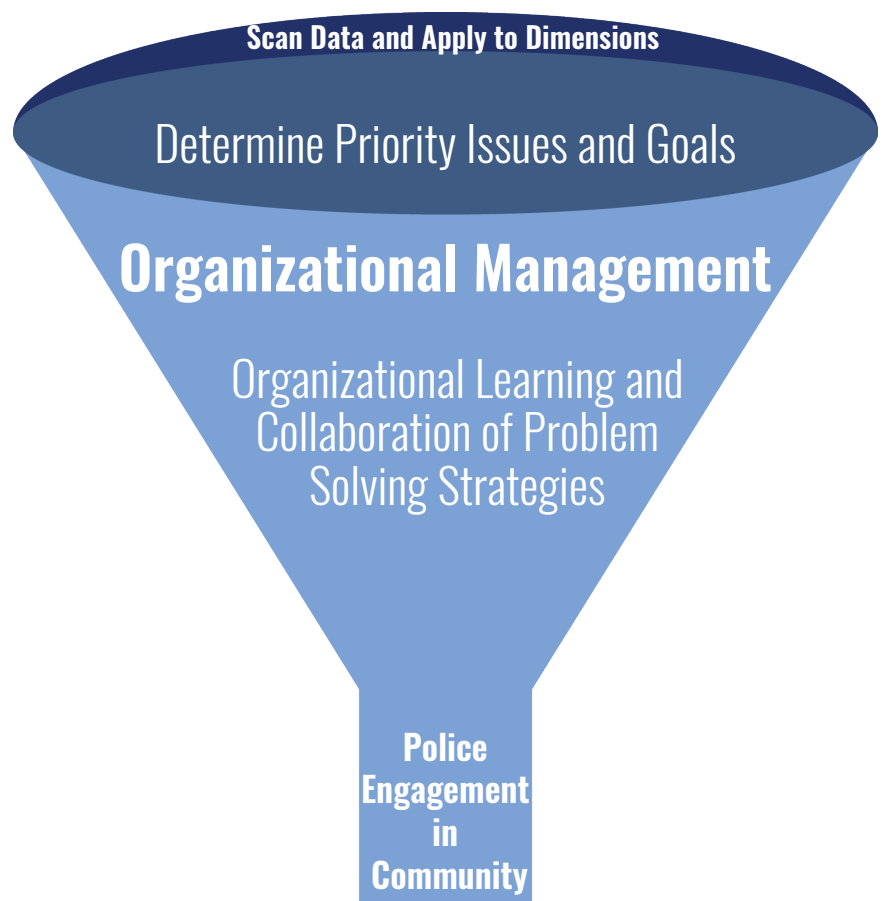 Scan Data and Apply to Dimensions
Determine Priority Issues and Goals
Organizational Management
Organizational Learning and
Collaboration of Problem
Solving Strategies
Police
Engagement
in
Community